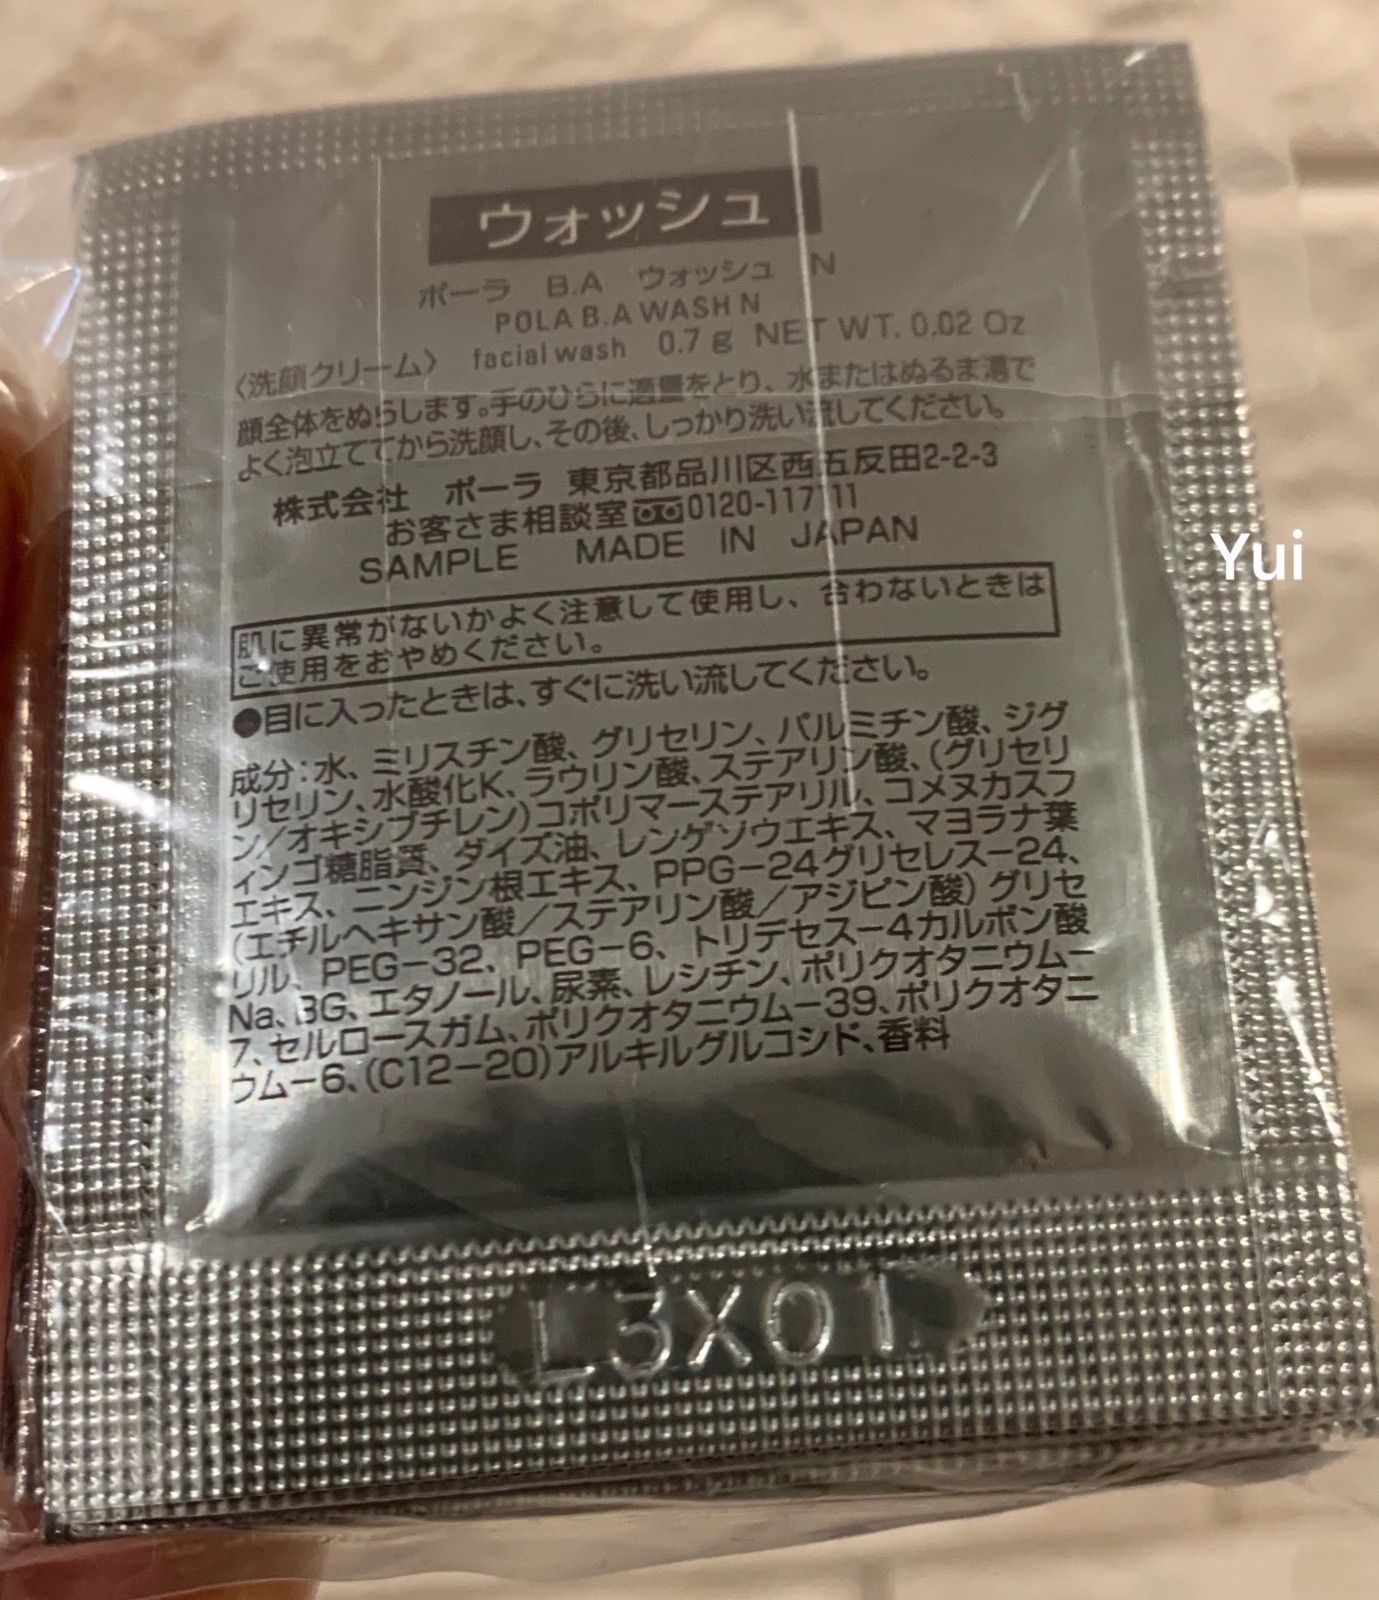 ウォッシュ
ポーラ B.A ウォッシュ N
POLA B.A WASH N
〈洗顔クリーム〉 facial wash 0.7 g NET WT. 0.02 Oz
顔全体をぬらします。手のひらに適量をとり、水またはぬるま湯で
よく泡立ててから洗顔し、その後、しっかり洗い流してください。
株式会社 ポーラ 東京都品川区西五反田2-2-3
お客さま相談室 0120-117111
SAMPLE MADE IN JAPAN
肌に異常がないかよく注意して使用し、合わないときは
ご使用をおやめください。
●目に入ったときは、すぐに洗い流してください。
成分:水、ミリスチン酸、グリセリン、パルミチン酸、ジグ
リセリン、水酸化K、ラウリン酸、ステアリン酸、(グリセリ
ン/オキシブチレン)コポリマーステアリル、コメヌカスフ
ィンゴ糖脂質、ダイズ油、レンゲソウエキス、マヨラナ葉
エキス、ニンジン根エキス、PPG-24グリセレス-24、
(エチルヘキサン酸/ステアリン酸/アジピン酸)グリセ
リル、PEG-32、PEG-6、トリデセス-4カルボン酸
Na、BG、エタノール、尿素、レシチン、ポリクオタニウム-
7、セルロースガム、ポリクオタニウム-39、ポリクオタニ
ウム-6、(C12-20)アルキルグルコシド、香料
L3X01
Yui